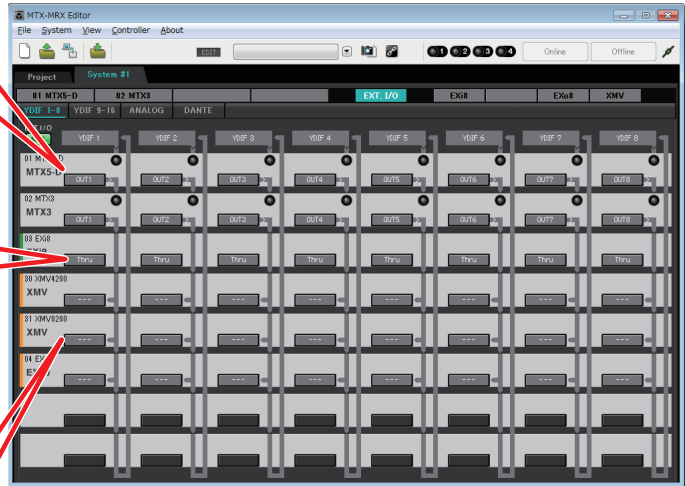 MTX-MRX Editor
File System View Controller About
EDIT 1 2 3 4 Online Offline
Project System #1
01 MTX5-D 02 MTX3 EXT. I/O EXi8 EXo8 XMV
YDIF 1-8 YDIF 9-16 ANALOG DANTE
YDIF 1 YDIF 2 YDIF 3 YDIF 4 YDIF 5 YDIF 6 YDIF 7 YDIF 8
MTX5-D
OUT1 OUT2 OUT3 OUT4 OUT5 OUT6 OUT7 OUT8
02 MTX3
MTX3
OUT1 OUT2 OUT3 OUT4 OUT5 OUT6 OUT7 OUT8
03 EXi8
Thru Thru Thru Thru Thru Thru Thru Thru
30 XMV4280
XMV
--- --- --- --- --- --- --- ---
31 XMV8280
XMV
--- --- --- --- --- --- --- ---
--- --- --- --- --- --- --- ---